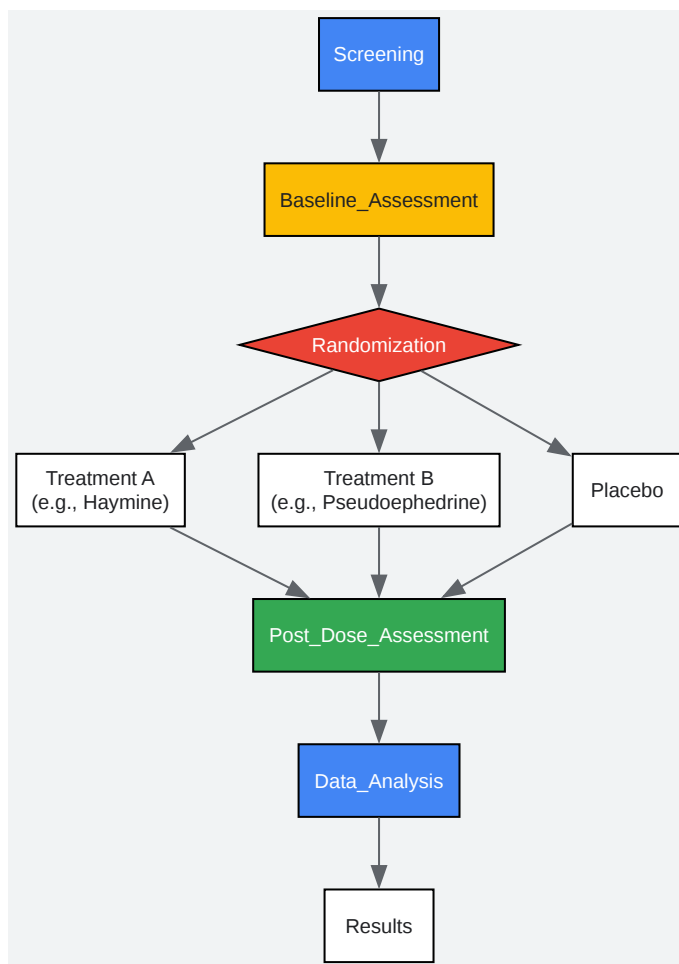 Screening
Baseline_Assessment
Randomization
Treatment A
(e.g., Haymine)
Treatment B
(e.g., Pseudoephedrine)
Placebo
Post_Dose_Assessment
Data_Analysis
Results